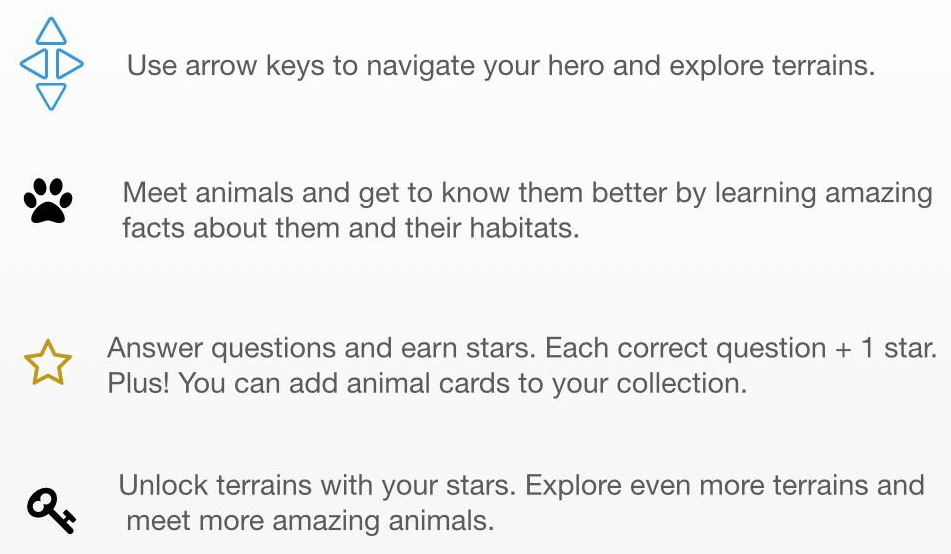 Use arrow keys to navigate your hero and explore terrains.
Meet animals and get to know them better by learning amazing
facts about them and their habitats.
Answer questions and earn stars. Each correct question + 1 star.
Plus! You can add animal cards to your collection.
Unlock terrains with your stars. Explore even more terrains and
meet more amazing animals.